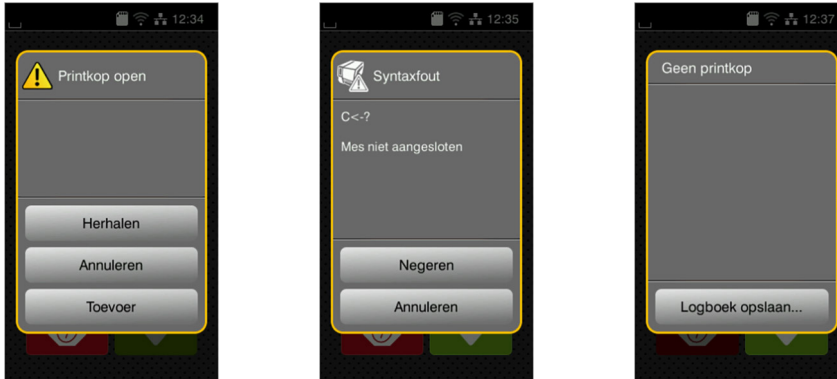 12:34
Printkop open
Herhalen
Annuleren
Toevoer
12:35
Syntaxfout
C<-?
Mes niet aangesloten
Negeren
Annuleren
12:37
Geen printkop
Logboek opslaan...